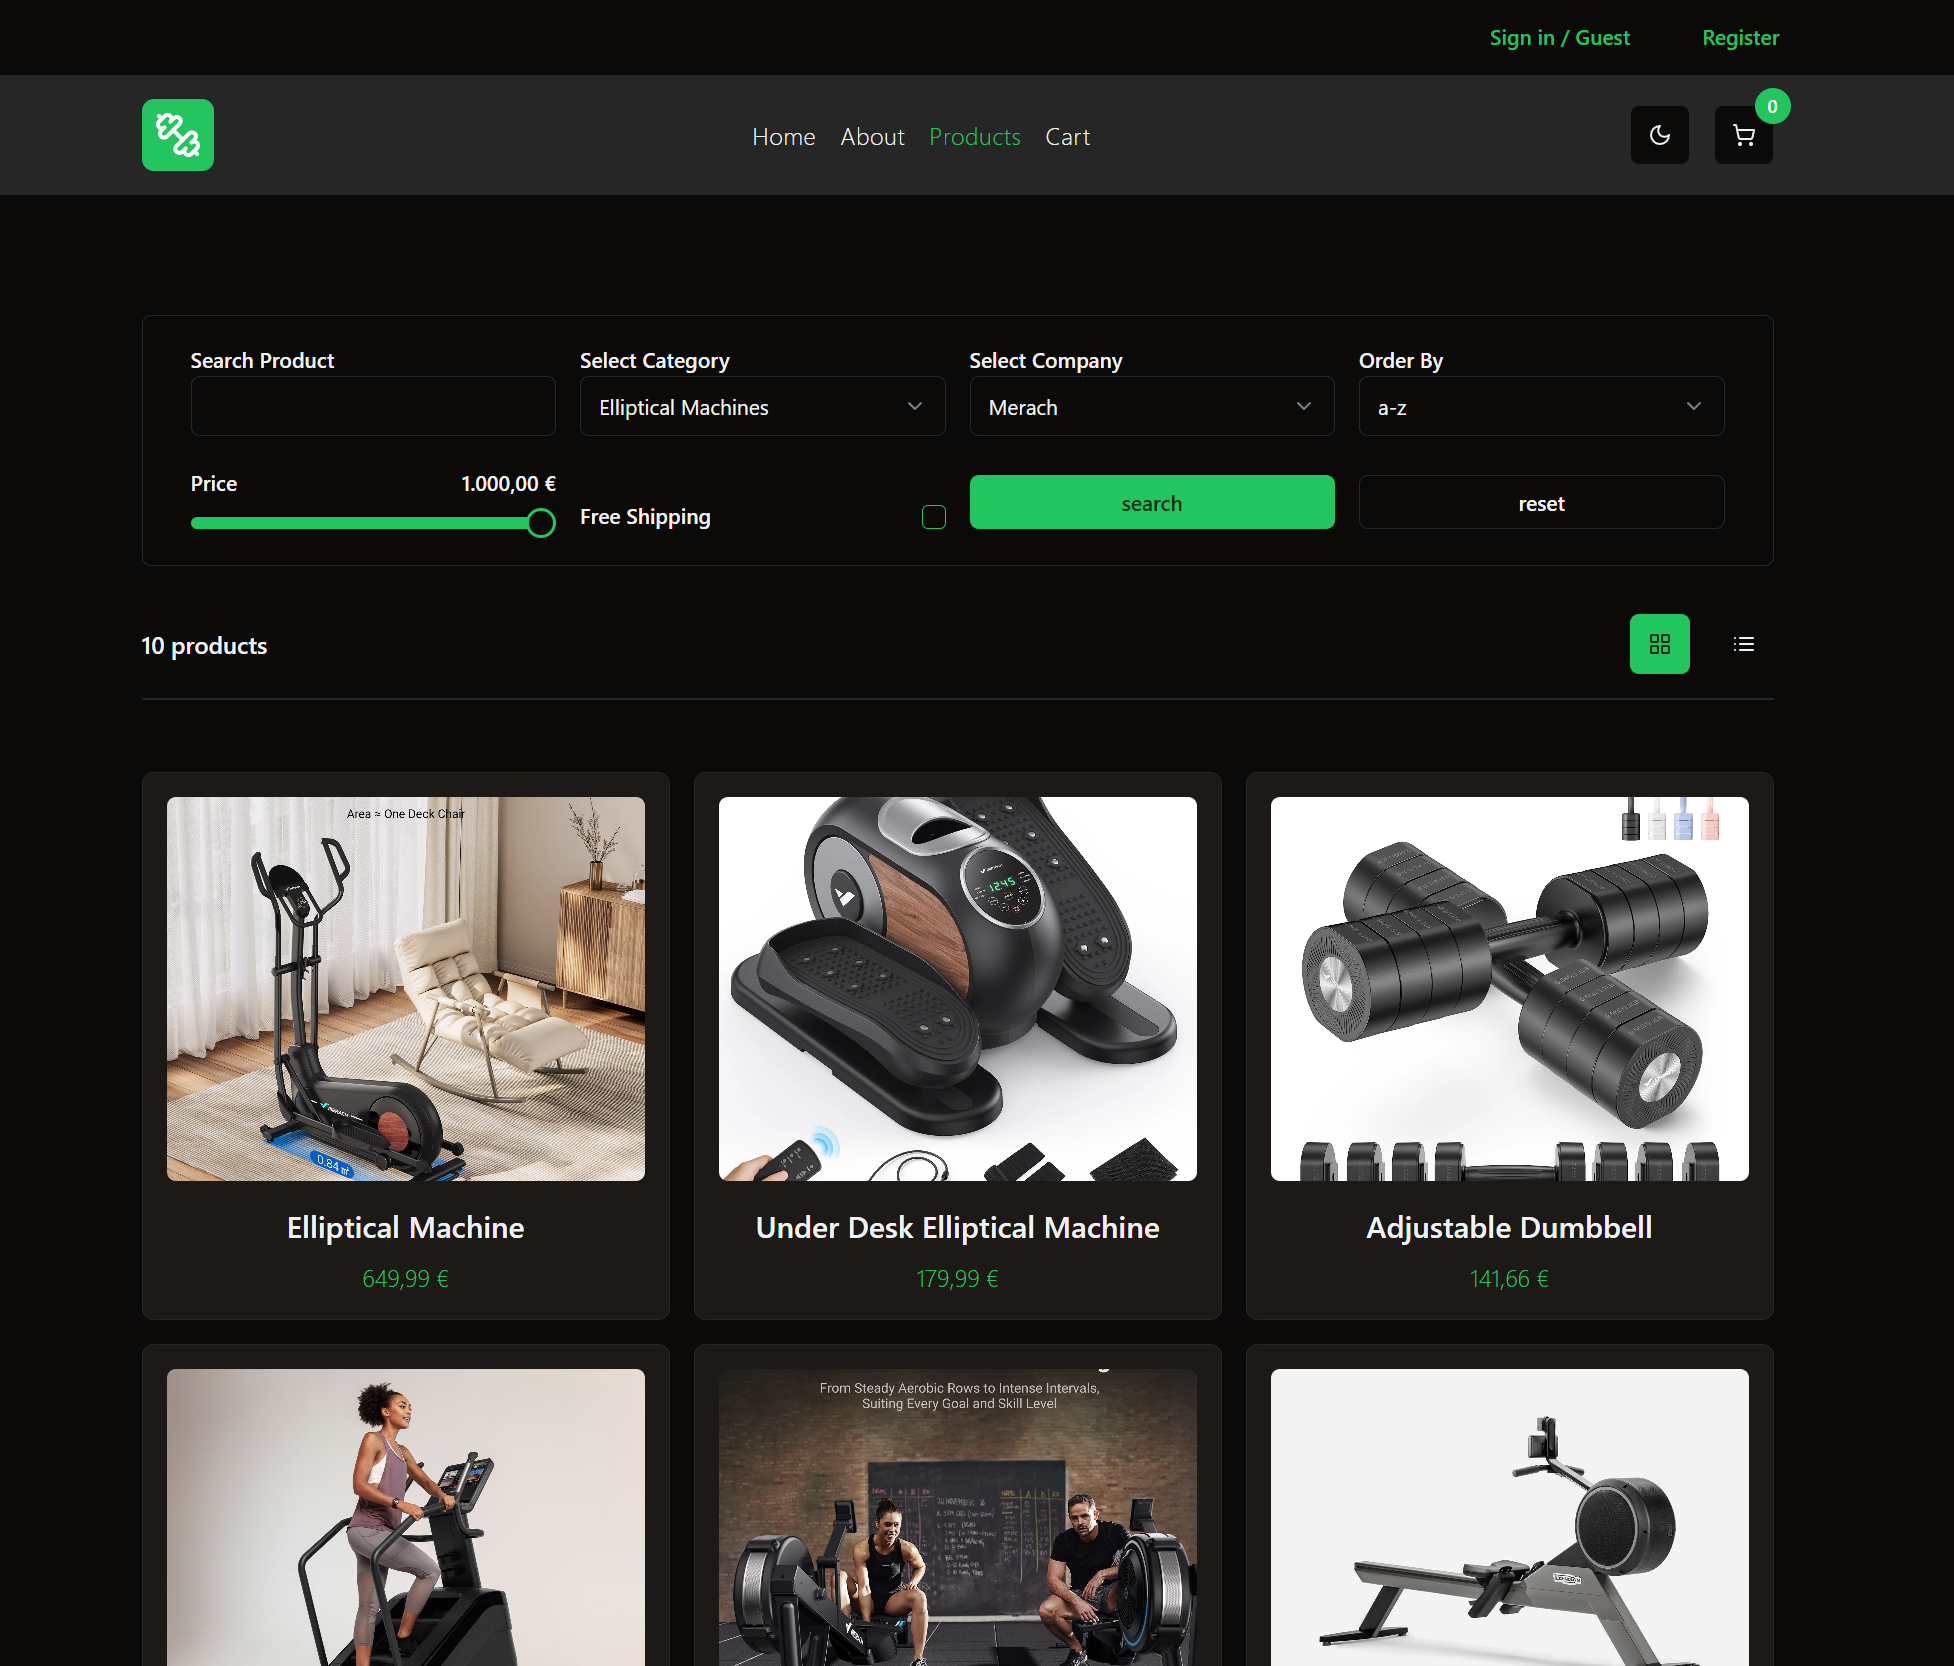 Sign in / Guest
Register
Home
About
Products
Cart
0
Search Product
Select Category
Select Company
Order By
Elliptical Machines
Merach
a-z
Price
1.000,00 €
Free Shipping
search
reset
10 products
Area ≈ One Deck Chair
MERACH
0.84 ㎡
12:45
Elliptical Machine
649,99 €
Under Desk Elliptical Machine
179,99 €
Adjustable Dumbbell
141,66 €
From Steady Aerobic Rows to Intense Intervals,
Suiting Every Goal and Skill Level